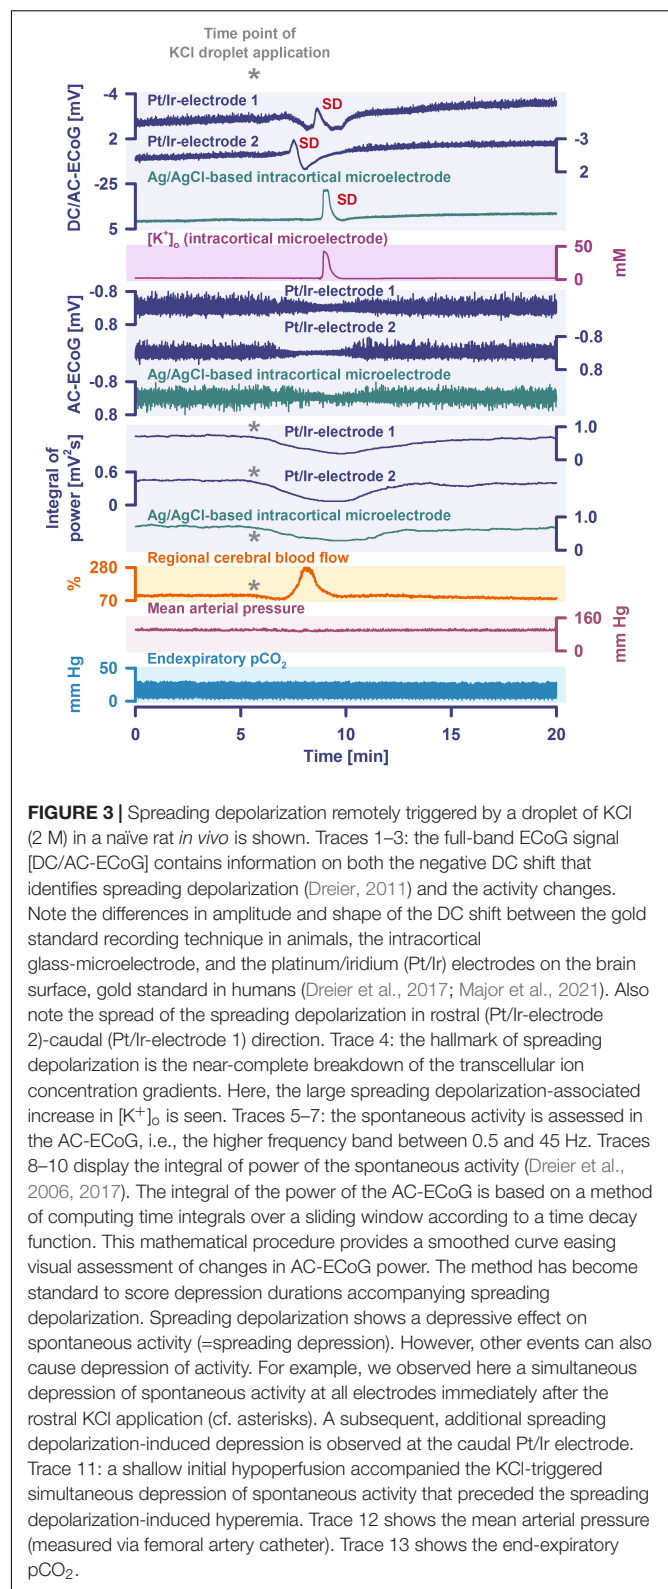 Time point of
KCl droplet application
*
-4
Pt/Ir-electrode 1
SD
2
Pt/Ir-electrode 2
SD
-3
2
-25
Ag/AgCl-based intracortical microelectrode
SD
5
DC/AC-ECoG [mV]
[K+]o (intracortical microelectrode)
50
0
mM
-0.8
Pt/Ir-electrode 1
0.8
Pt/Ir-electrode 2
-0.8
0.8
-0.8
Ag/AgCl-based intracortical microelectrode
0.8
AC-ECoG [mV]
*
Pt/Ir-electrode 1
1.0
0
*
0.6
Pt/Ir-electrode 2
0
Integral of
power [mV²s]
Ag/AgCl-based intracortical microelectrode
*
1.0
0
Regional cerebral blood flow
%
280
*
70
Mean arterial pressure
160
0
mm Hg
Endexpiratory pCO₂
mm Hg
50
0
0 5 10 15 20
Time [min]
FIGURE 3 | Spreading depolarization remotely triggered by a droplet of KCl
(2 M) in a naïve rat in vivo is shown. Traces 1–3: the full-band ECoG signal
[DC/AC-ECoG] contains information on both the negative DC shift that
identifies spreading depolarization (Dreier, 2011) and the activity changes.
Note the differences in amplitude and shape of the DC shift between the gold
standard recording technique in animals, the intracortical
glass-microelectrode, and the platinum/iridium (Pt/Ir) electrodes on the brain
surface, gold standard in humans (Dreier et al., 2017; Major et al., 2021). Also
note the spread of the spreading depolarization in rostral (Pt/Ir-electrode
2)-caudal (Pt/Ir-electrode 1) direction. Trace 4: the hallmark of spreading
depolarization is the near-complete breakdown of the transcellular ion
concentration gradients. Here, the large spreading depolarization-associated
increase in [K+]o is seen. Traces 5–7: the spontaneous activity is assessed in
the AC-ECoG, i.e., the higher frequency band between 0.5 and 45 Hz. Traces
8–10 display the integral of power of the spontaneous activity (Dreier et al.,
2006, 2017). The integral of the power of the AC-ECoG is based on a method
of computing time integrals over a sliding window according to a time decay
function. This mathematical procedure provides a smoothed curve easing
visual assessment of changes in AC-ECoG power. The method has become
standard to score depression durations accompanying spreading
depolarization. Spreading depolarization shows a depressive effect on
spontaneous activity (=spreading depression). However, other events can also
cause depression of activity. For example, we observed here a simultaneous
depression of spontaneous activity at all electrodes immediately after the
rostral KCl application (cf. asterisks). A subsequent, additional spreading
depolarization-induced depression is observed at the caudal Pt/Ir electrode.
Trace 11: a shallow initial hypoperfusion accompanied the KCl-triggered
simultaneous depression of spontaneous activity that preceded the spreading
depolarization-induced hyperemia. Trace 12 shows the mean arterial pressure
(measured via femoral artery catheter). Trace 13 shows the end-expiratory
pCO₂.